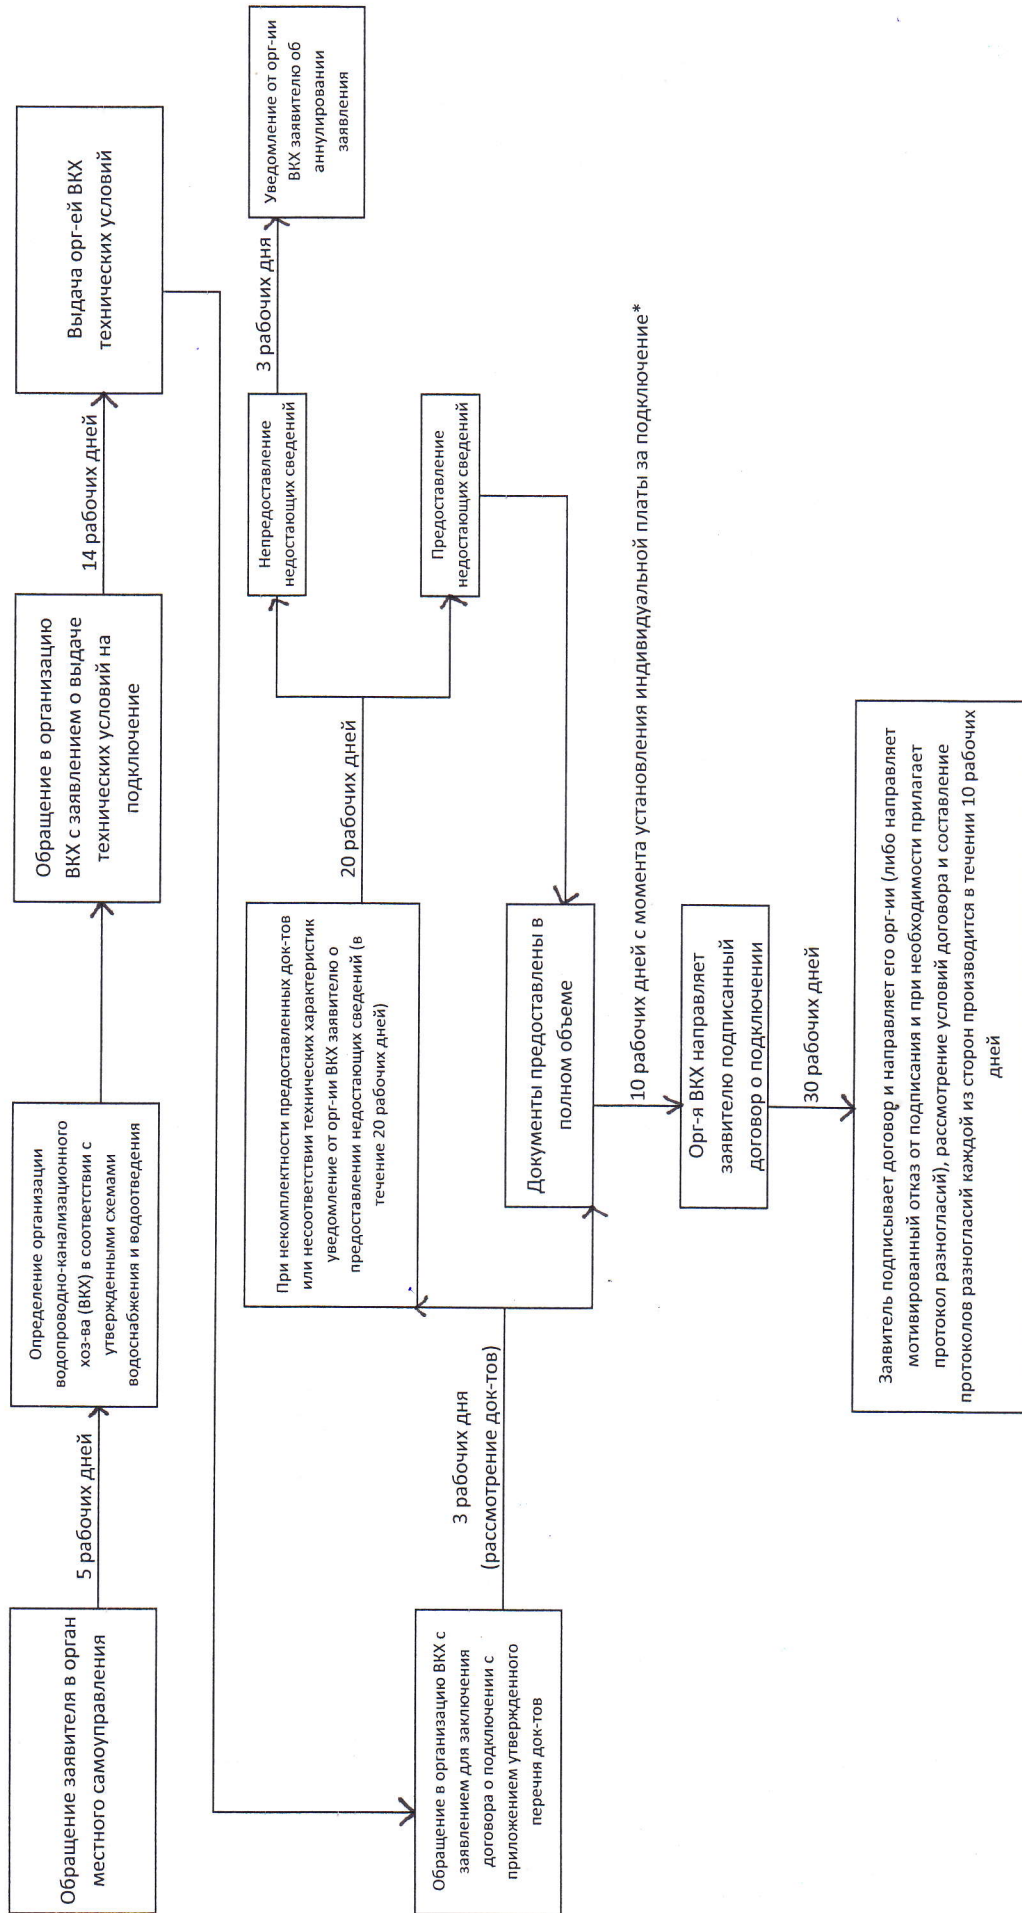 Обращение заявителя в орган
местного самоуправления
5 рабочих дней
Определение организации
водопроводно-канализационного
хоз-ва (ВКХ) в соответствии с
утвержденными схемами
водоснабжения и водоотведения
Обращение в организацию
ВКХ с заявлением о выдаче
технических условий на
подключение
14 рабочих дней
Выдача орг-ей ВКХ
технических условий
Обращение в организацию ВКХ с
заявлением для заключения
договора о подключении с
приложением утвержденного
перечня док-тов
3 рабочих дня
(рассмотрение док-тов)
При некомплектности предоставленных док-тов
или несоответствии технических характеристик
уведомление от орг-ии ВКХ заявителю о
предоставлении недостающих сведений (в
течение 20 рабочих дней)
20 рабочих дней
Непредоставление
недостающих сведений
3 рабочих дня
Уведомление от орг-ии
ВКХ заявителю об
аннулировании
заявления
Предоставление
недостающих сведений
Документы предоставлены в
полном объеме
10 рабочих дней с момента установления индивидуальной платы за подключение*
Орг-я ВКХ направляет
заявителю подписанный
договор о подключении
30 рабочих дней
Заявитель подписывает договор и направляет его орг-ии (либо направляет
мотивированный отказ от подписания и при необходимости прилагает
протокол разногласий), рассмотрение условий договора и составление
протоколов разногласий каждой из сторон производится в течении 10 рабочих
дней